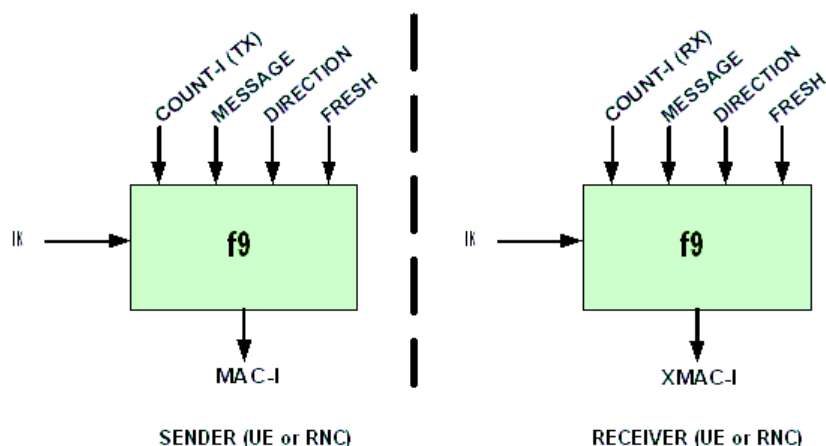 COUNT-I (TX)
MESSAGE
DIRECTION
FRESH
IK
f9
MAC-I
SENDER (UE or RNC)
COUNT-I (RX)
MESSAGE
DIRECTION
FRESH
IK
f9
XMAC-I
RECEIVER (UE or RNC)